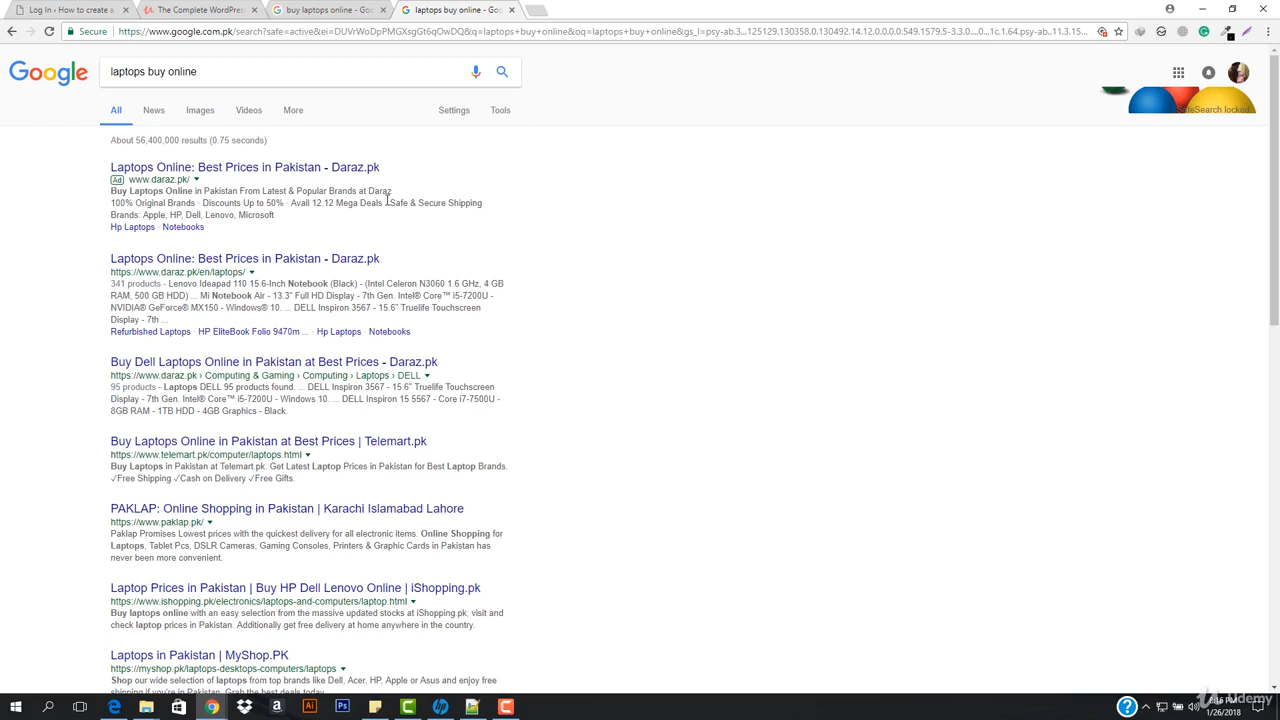 Log In ‹ How to create a
The Complete WordPres
buy laptops online - Goo
laptops buy online - Goo
Secure
https://www.google.com.pk/search?safe=active&ei=DUVrWoDpPMGXsgGt6qOwDQ&q=laptops+buy+online&oq=laptops+buy+online&gs_l=psy-ab.3...125129.130358.0.130492.14.12.0.0.0.0.549.1579.5-3.3.0....0...1c.1.64.psy-ab..11.3.15...
Google
laptops buy online
All News Images Videos More Settings Tools
SafeSearch locked
About 56,400,000 results (0.75 seconds)
Laptops Online: Best Prices in Pakistan - Daraz.pk
Ad www.daraz.pk/
Buy Laptops Online in Pakistan From Latest & Popular Brands at Daraz
100% Original Brands · Discounts Up to 50% · Avail 12.12 Mega Deals · Safe & Secure Shipping
Brands: Apple, HP, Dell, Lenovo, Microsoft
Hp Laptops · Notebooks
Laptops Online: Best Prices in Pakistan - Daraz.pk
https://www.daraz.pk/en/laptops/
341 products - Lenovo Ideapad 110 15.6-Inch Notebook (Black) - (Intel Celeron N3060 1.6 GHz, 4 GB
RAM, 500 GB HDD) ... Mi Notebook Air - 13.3" Full HD Display - 7th Gen. Intel® Core™ i5-7200U -
NVIDIA® GeForce® MX150 - Windows® 10. ... DELL Inspiron 3567 - 15.6" Truelife Touchscreen
Display - 7th ...
Refurbished Laptops · HP EliteBook Folio 9470m ... · Hp Laptops · Notebooks
Buy Dell Laptops Online in Pakistan at Best Prices - Daraz.pk
https://www.daraz.pk › Computing & Gaming › Computing › Laptops › DELL
95 products - Laptops DELL 95 products found. ... DELL Inspiron 3567 - 15.6" Truelife Touchscreen
Display - 7th Gen. Intel® Core™ i5-7200U - Windows 10. ... DELL Inspiron 15 5567 - Core i7-7500U -
8GB RAM - 1TB HDD - 4GB Graphics - Black.
Buy Laptops Online in Pakistan at Best Prices | Telemart.pk
https://www.telemart.pk/computer/laptops.html
Buy Laptops in Pakistan at Telemart.pk. Get Latest Laptop Prices in Pakistan for Best Laptop Brands.
✓Free Shipping ✓Cash on Delivery ✓Free Gifts.
PAKLAP: Online Shopping in Pakistan | Karachi Islamabad Lahore
https://www.paklap.pk/
Paklap Promises Lowest prices with the quickest delivery for all electronic items. Online Shopping for
Laptops, Tablet Pcs, DSLR Cameras, Gaming Consoles, Printers & Graphic Cards in Pakistan has
never been more convenient.
Laptop Prices in Pakistan | Buy HP Dell Lenovo Online | iShopping.pk
https://www.ishopping.pk/electronics/laptops-and-computers/laptop.html
Buy laptops online with an easy selection from the massive updated stocks at iShopping.pk, visit and
check laptop prices in Pakistan. Additionally get free delivery at home anywhere in the country.
Laptops in Pakistan | MyShop.PK
https://myshop.pk/laptops-desktops-computers/laptops
Shop our wide selection of laptops from top brands like Dell, Acer, HP, Apple or Asus and enjoy free
shipping if you're in Pakistan. Grab the best deals today
Udemy
1/26/2018